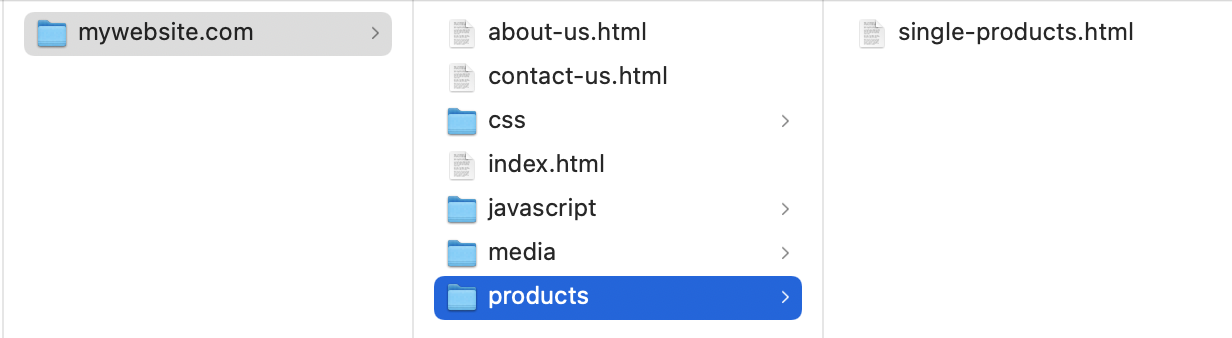 mywebsite.com
about-us.html
contact-us.html
css
index.html
javascript
media
products
single-products.html